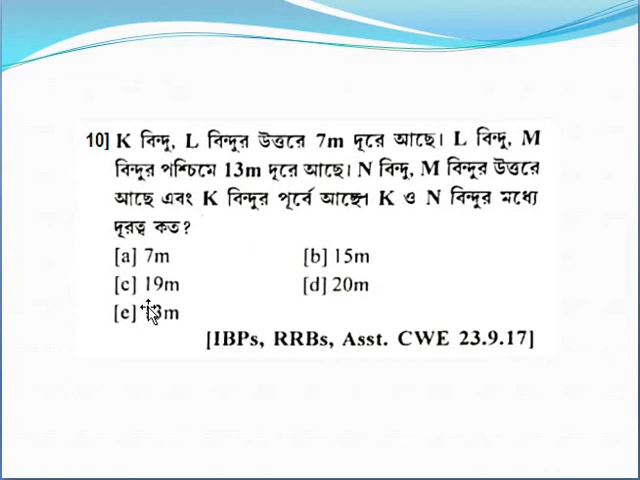 10] K বিন্দু, L বিন্দুর উত্তরে 7m দূরে আছে। L বিন্দু, M
বিন্দুর পশ্চিমে 13m দূরে আছে। N বিন্দু, M বিন্দুর উত্তরে
আছে এবং K বিন্দুর পূর্বে আছে। K ও N বিন্দুর মধ্যে
দূরত্ব কত?
[a] 7m [b] 15m
[c] 19m [d] 20m
[e] 13m
[IBPs, RRBs, Asst. CWE 23.9.17]